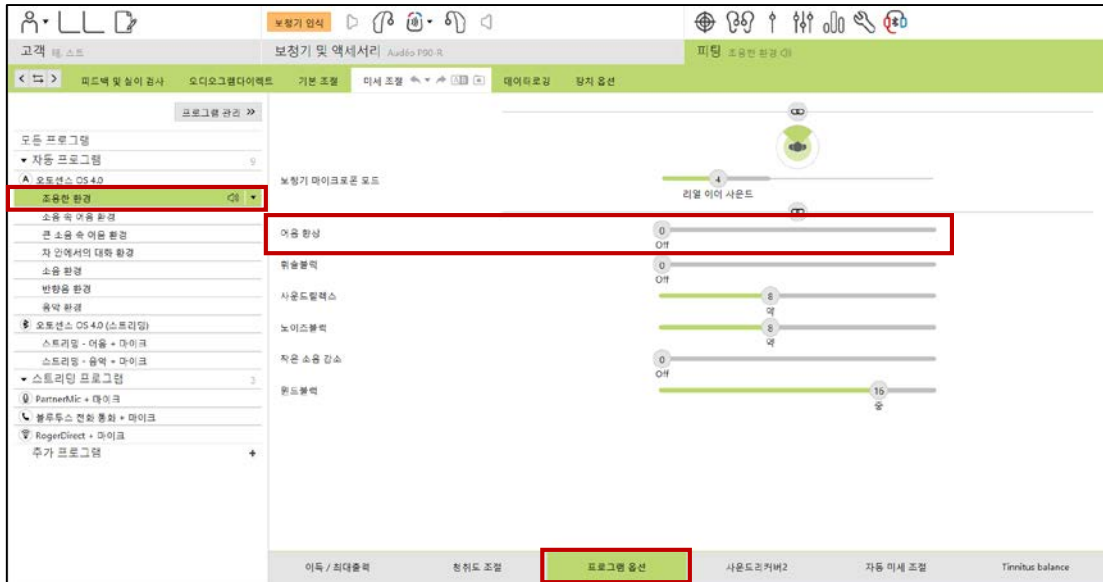 보청기 인식
고객 테, 스트
보청기 및 액세서리 Audéo P90-R
피팅 조용한 환경
피드백 및 실이 검사 오디오그램다이렉트 기본 조절 미세 조절 데이터로깅 장치 옵션
프로그램 관리 >>
모든 프로그램
자동 프로그램 9
A 오토센스 OS 4.0
조용한 환경
소음 속 어음 환경
큰 소음 속 어음 환경
차 안에서의 대화 환경
소음 환경
반향음 환경
음악 환경
오토센스 OS 4.0 (스트리밍)
스트리밍 - 어음 + 마이크
스트리밍 - 음악 + 마이크
스트리밍 프로그램 3
PartnerMic + 마이크
블루투스 전화 통화 + 마이크
RogerDirect + 마이크
추가 프로그램 +
보청기 마이크로폰 모드 4
리얼 이어 사운드
어음 향상 0
Off
휘슬블럭 0
Off
사운드릴랙스 8
약
노이즈블럭 8
약
작은 소음 감소 0
Off
윈드블럭 16
중
이득 / 최대출력 청취도 조절 프로그램 옵션 사운드리커버2 자동 미세 조절 Tinnitus balance